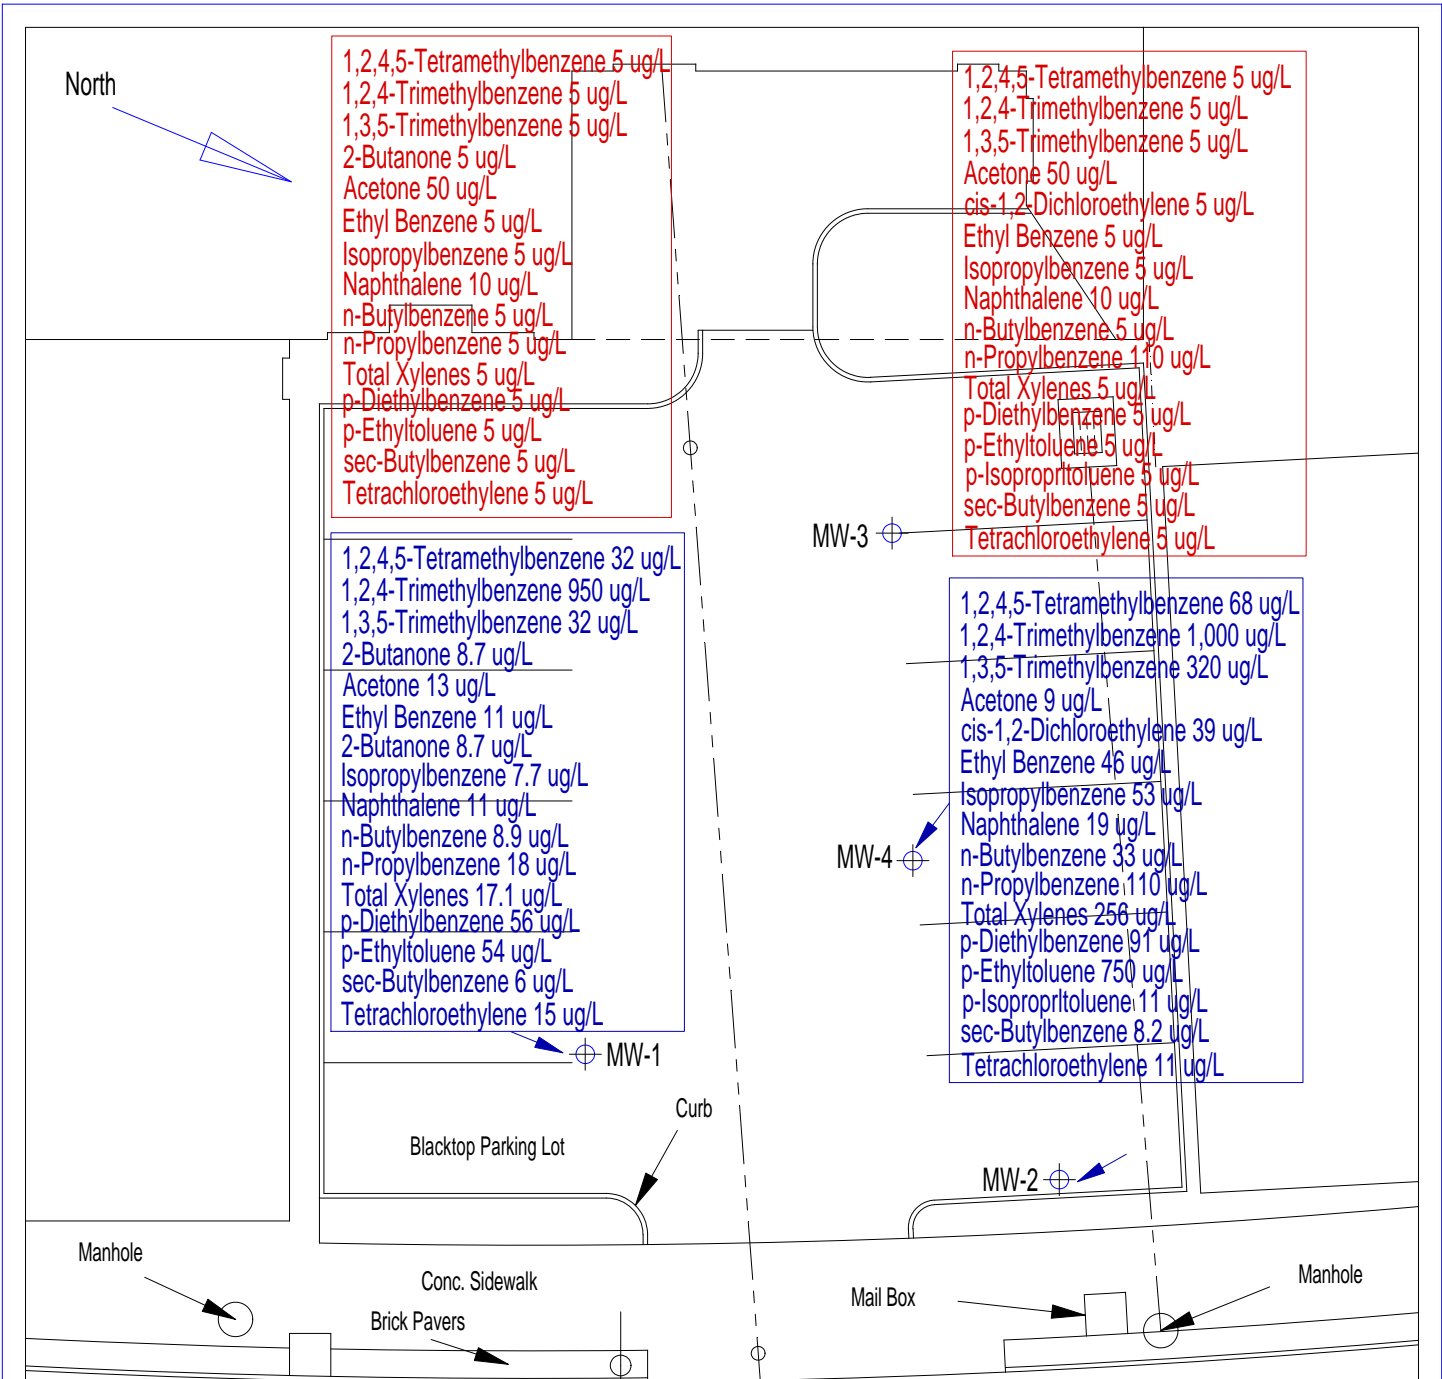 North
1,2,4,5-Tetramethylbenzene 5 ug/L
1,2,4-Trimethylbenzene 5 ug/L
1,3,5-Trimethylbenzene 5 ug/L
2-Butanone 5 ug/L
Acetone 50 ug/L
Ethyl Benzene 5 ug/L
Isopropylbenzene 5 ug/L
Naphthalene 10 ug/L
n-Butylbenzene 5 ug/L
n-Propylbenzene 5 ug/L
Total Xylenes 5 ug/L
p-Diethylbenzene 5 ug/L
p-Ethyltoluene 5 ug/L
sec-Butylbenzene 5 ug/L
Tetrachloroethylene 5 ug/L
1,2,4,5-Tetramethylbenzene 5 ug/L
1,2,4-Trimethylbenzene 5 ug/L
1,3,5-Trimethylbenzene 5 ug/L
Acetone 50 ug/L
cis-1,2-Dichloroethylene 5 ug/L
Ethyl Benzene 5 ug/L
Isopropylbenzene 5 ug/L
Naphthalene 10 ug/L
n-Butylbenzene 5 ug/L
n-Propylbenzene 110 ug/L
Total Xylenes 5 ug/L
p-Diethylbenzene 5 ug/L
p-Ethyltoluene 5 ug/L
p-Isoproprltoluene 5 ug/L
sec-Butylbenzene 5 ug/L
Tetrachloroethylene 5 ug/L
MW-3
1,2,4,5-Tetramethylbenzene 32 ug/L
1,2,4-Trimethylbenzene 950 ug/L
1,3,5-Trimethylbenzene 32 ug/L
2-Butanone 8.7 ug/L
Acetone 13 ug/L
Ethyl Benzene 11 ug/L
2-Butanone 8.7 ug/L
Isopropylbenzene 7.7 ug/L
Naphthalene 11 ug/L
n-Butylbenzene 8.9 ug/L
n-Propylbenzene 18 ug/L
Total Xylenes 17.1 ug/L
p-Diethylbenzene 56 ug/L
p-Ethyltoluene 54 ug/L
sec-Butylbenzene 6 ug/L
Tetrachloroethylene 15 ug/L
1,2,4,5-Tetramethylbenzene 68 ug/L
1,2,4-Trimethylbenzene 1,000 ug/L
1,3,5-Trimethylbenzene 320 ug/L
Acetone 9 ug/L
cis-1,2-Dichloroethylene 39 ug/L
Ethyl Benzene 46 ug/L
Isopropylbenzene 53 ug/L
Naphthalene 19 ug/L
n-Butylbenzene 33 ug/L
n-Propylbenzene 110 ug/L
Total Xylenes 256 ug/L
p-Diethylbenzene 91 ug/L
p-Ethyltoluene 750 ug/L
p-Isoproprltoluene 11 ug/L
sec-Butylbenzene 8.2 ug/L
Tetrachloroethylene 11 ug/L
MW-4
MW-1
Curb
Blacktop Parking Lot
MW-2
Manhole
Conc. Sidewalk
Mail Box
Manhole
Brick Pavers